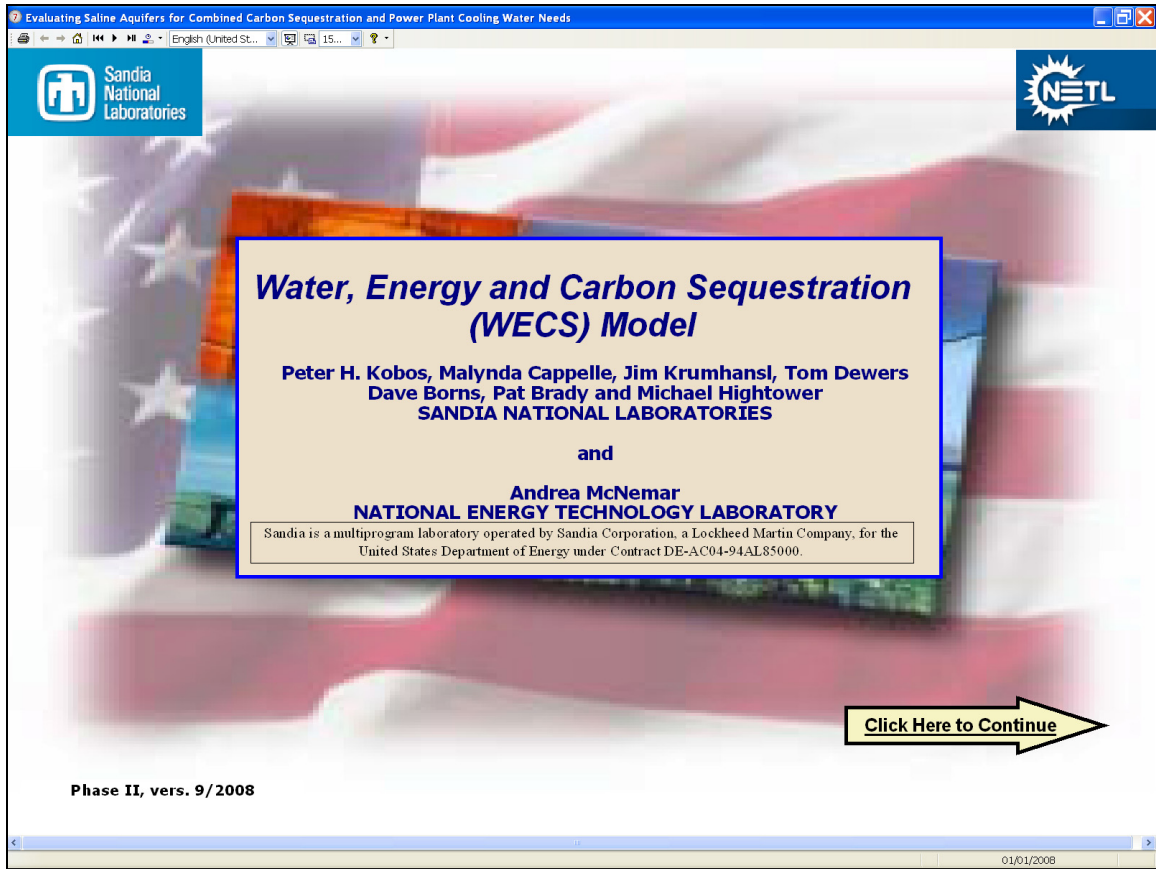 Evaluating Saline Aquifers for Combined Carbon Sequestration and Power Plant Cooling Water Needs
English (United St... 15...
Sandia
National
Laboratories
NETL
Water, Energy and Carbon Sequestration
(WECS) Model
Peter H. Kobos, Malynda Cappelle, Jim Krumhansl, Tom Dewers
Dave Borns, Pat Brady and Michael Hightower
SANDIA NATIONAL LABORATORIES
and
Andrea McNemar
NATIONAL ENERGY TECHNOLOGY LABORATORY
Sandia is a multiprogram laboratory operated by Sandia Corporation, a Lockheed Martin Company, for the
United States Department of Energy under Contract DE-AC04-94AL85000.
Click Here to Continue
Phase II, vers. 9/2008
01/01/2008